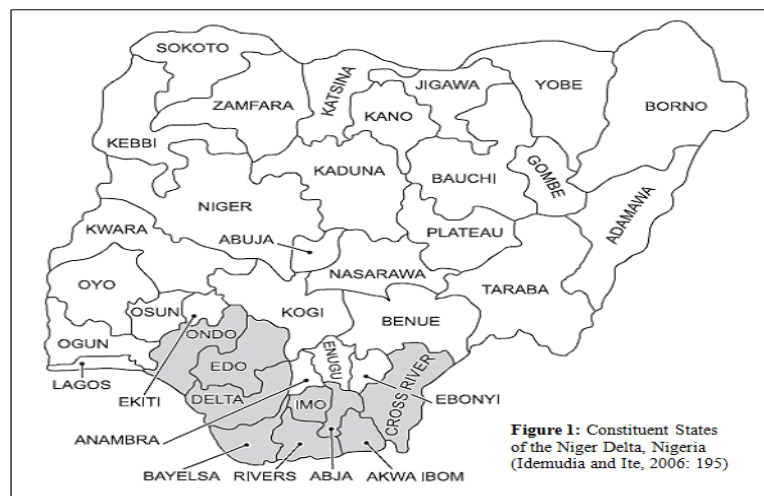 SOKOTO
KATSINA
JIGAWA
YOBE
BORNO
ZAMFARA
KANO
KEBBI
KADUNA
BAUCHI
GOMBE
ADAMAWA
NIGER
KWARA
ABUJA
PLATEAU
NASARAWA
TARABA
OYO
OSUN
KOGI
BENUE
OGUN
ONDO
ENUGU
EDO
CROSS RIVER
LAGOS
EKITI
DELTA
IMO
EBONYI
ANAMBRA
BAYELSA
RIVERS
ABJA
AKWA IBOM
Figure 1: Constituent States
of the Niger Delta, Nigeria
(Idemudia and Ite, 2006: 195)